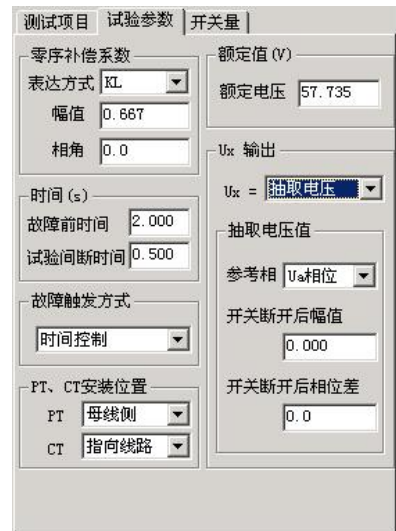 测试项目 试验参数 开关量
零序补偿系数
表达方式 KL
幅值 0.667
相角 0.0
时间(s)
故障前时间 2.000
试验间断时间 0.500
故障触发方式
时间控制
PT、CT安装位置
PT 母线侧
CT 指向线路
额定值(V)
额定电压 57.735
Ux 输出
Ux = 抽取电压
抽取电压值
参考相 Ua相位
开关断开后幅值
0.000
开关断开后相位差
0.0